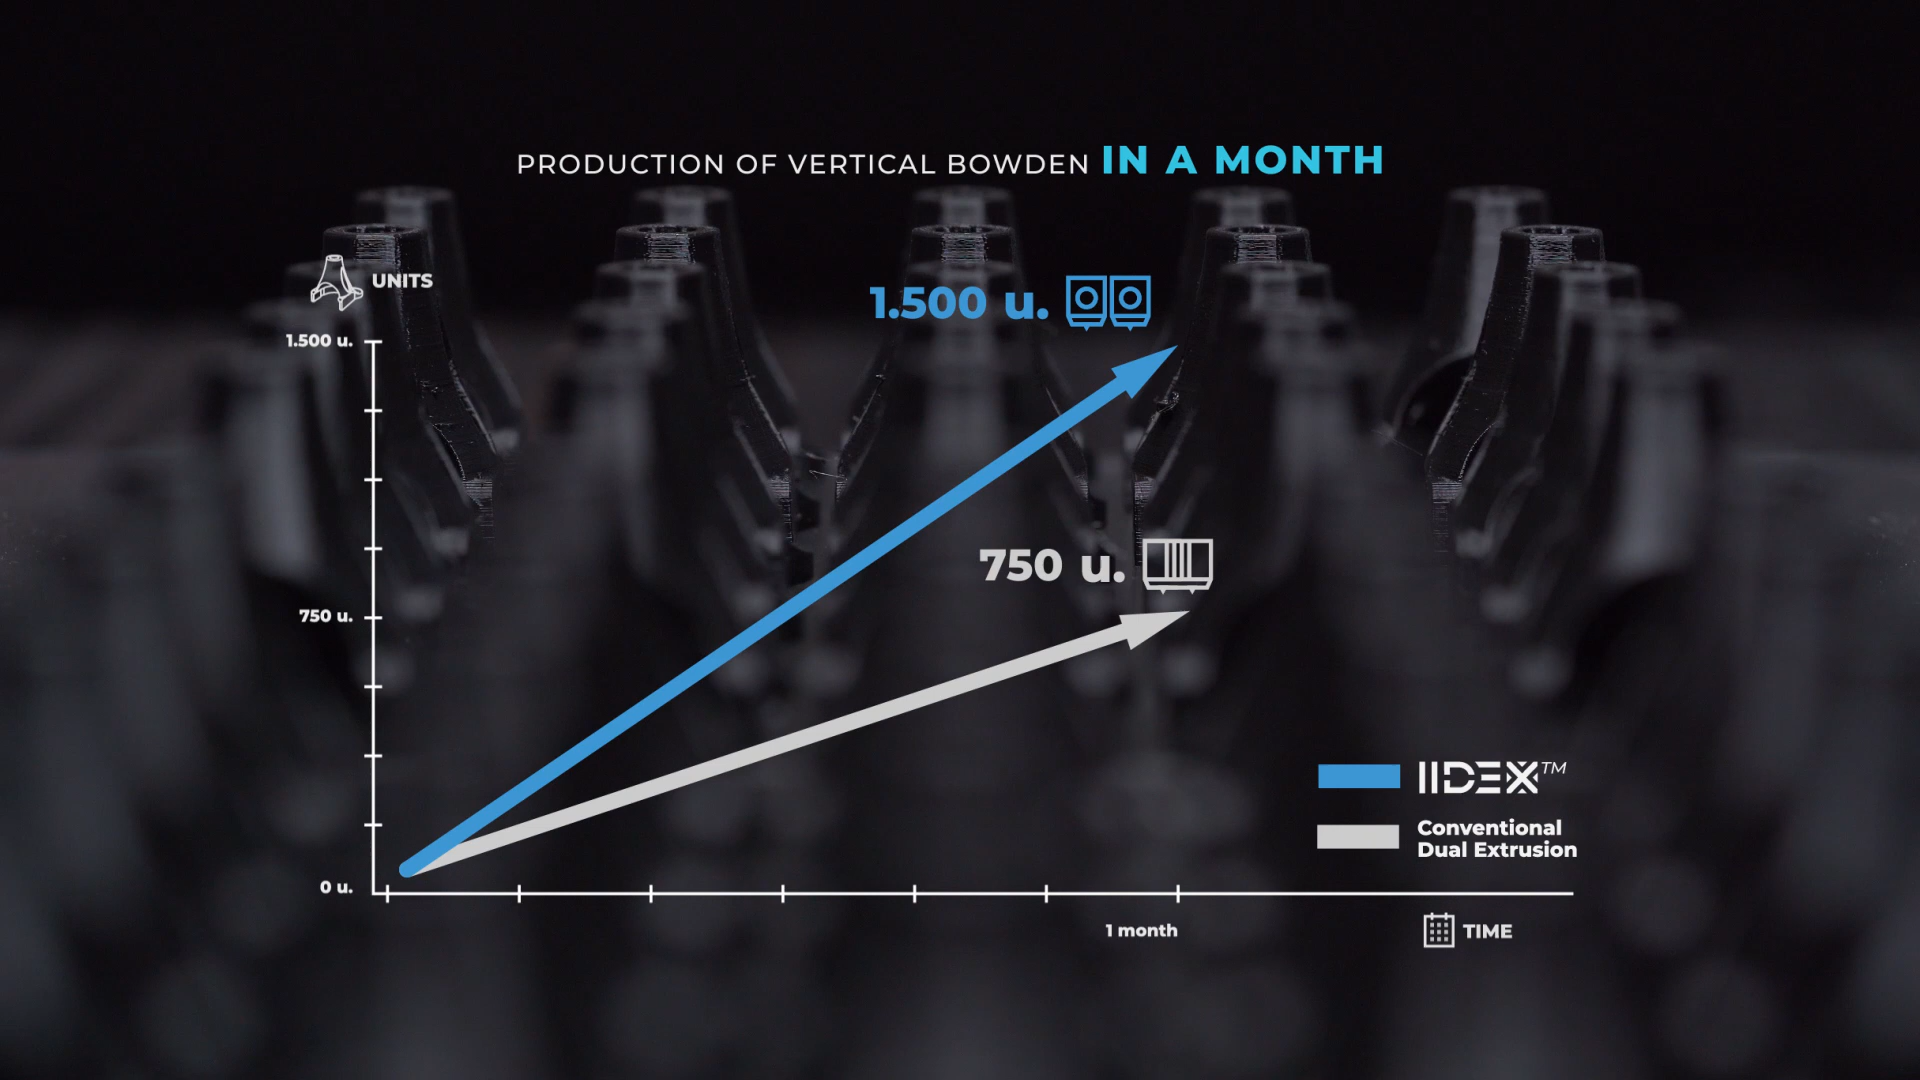 PRODUCTION OF VERTICAL BOWDEN IN A MONTH
UNITS
1.500 u.
1.500 u.
750 u.
750 u.
0 u.
IIDEX™
Conventional
Dual Extrusion
1 month
TIME